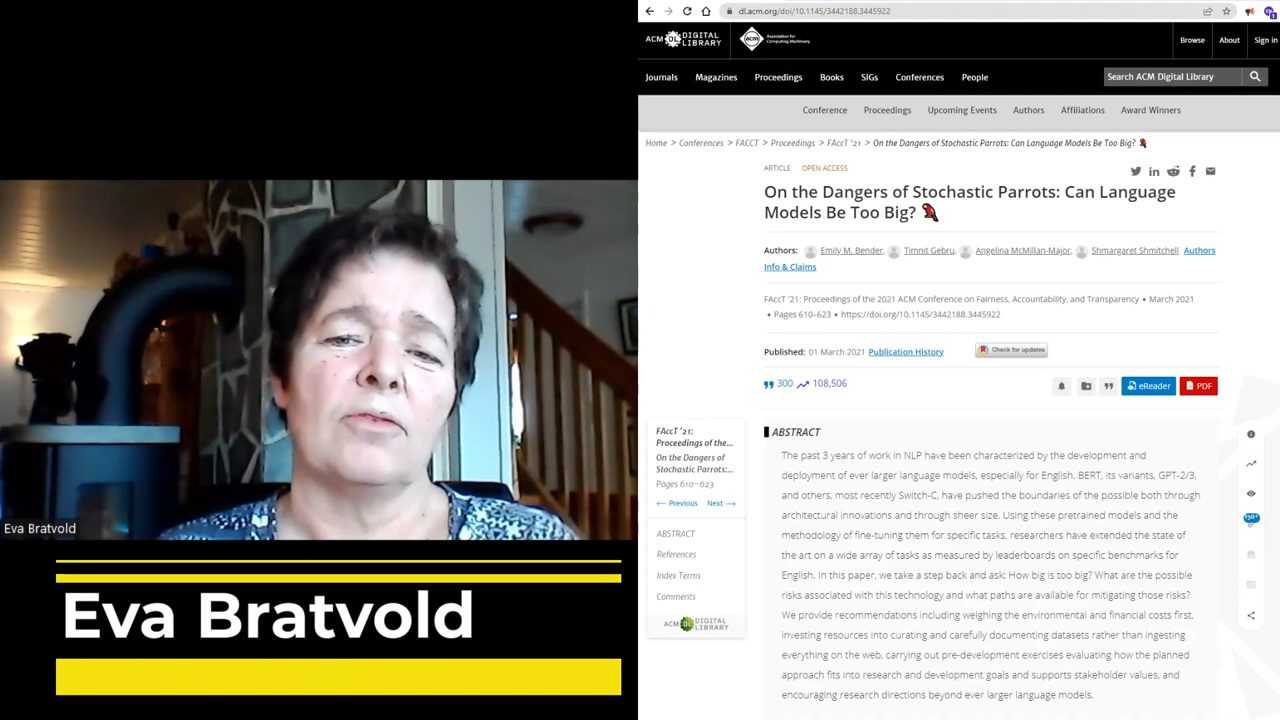 Eva Bratvold
Eva Bratvold
dl.acm.org/doi/10.1145/3442188.3445922
ACM DL DIGITAL LIBRARY
acm Association for Computing Machinery
Browse About Sign in
Journals Magazines Proceedings Books SIGs Conferences People
Search ACM Digital Library
Conference Proceedings Upcoming Events Authors Affiliations Award Winners
Home > Conferences > FACCT > Proceedings > FAccT '21 > On the Dangers of Stochastic Parrots: Can Language Models Be Too Big? 🦜
ARTICLE OPEN ACCESS
On the Dangers of Stochastic Parrots: Can Language
Models Be Too Big? 🦜
Authors: Emily M. Bender, Timnit Gebru, Angelina McMillan-Major, Shmargaret Shmitchell Authors
Info & Claims
FAccT '21: Proceedings of the 2021 ACM Conference on Fairness, Accountability, and Transparency • March 2021
• Pages 610–623 • https://doi.org/10.1145/3442188.3445922
Published: 01 March 2021 Publication History
Check for updates
300 108,506
eReader PDF
FAccT '21:
Proceedings of the...
On the Dangers of
Stochastic Parrots:...
Pages 610–623
← Previous Next →
ABSTRACT
References
Index Terms
Comments
ACM DL DIGITAL LIBRARY
ABSTRACT
The past 3 years of work in NLP have been characterized by the development and
deployment of ever larger language models, especially for English. BERT, its variants, GPT-2/3,
and others, most recently Switch-C, have pushed the boundaries of the possible both through
architectural innovations and through sheer size. Using these pretrained models and the
methodology of fine-tuning them for specific tasks, researchers have extended the state of
the art on a wide array of tasks as measured by leaderboards on specific benchmarks for
English. In this paper, we take a step back and ask: How big is too big? What are the possible
risks associated with this technology and what paths are available for mitigating those risks?
We provide recommendations including weighing the environmental and financial costs first,
investing resources into curating and carefully documenting datasets rather than ingesting
everything on the web, carrying out pre-development exercises evaluating how the planned
approach fits into research and development goals and supports stakeholder values, and
encouraging research directions beyond ever larger language models.